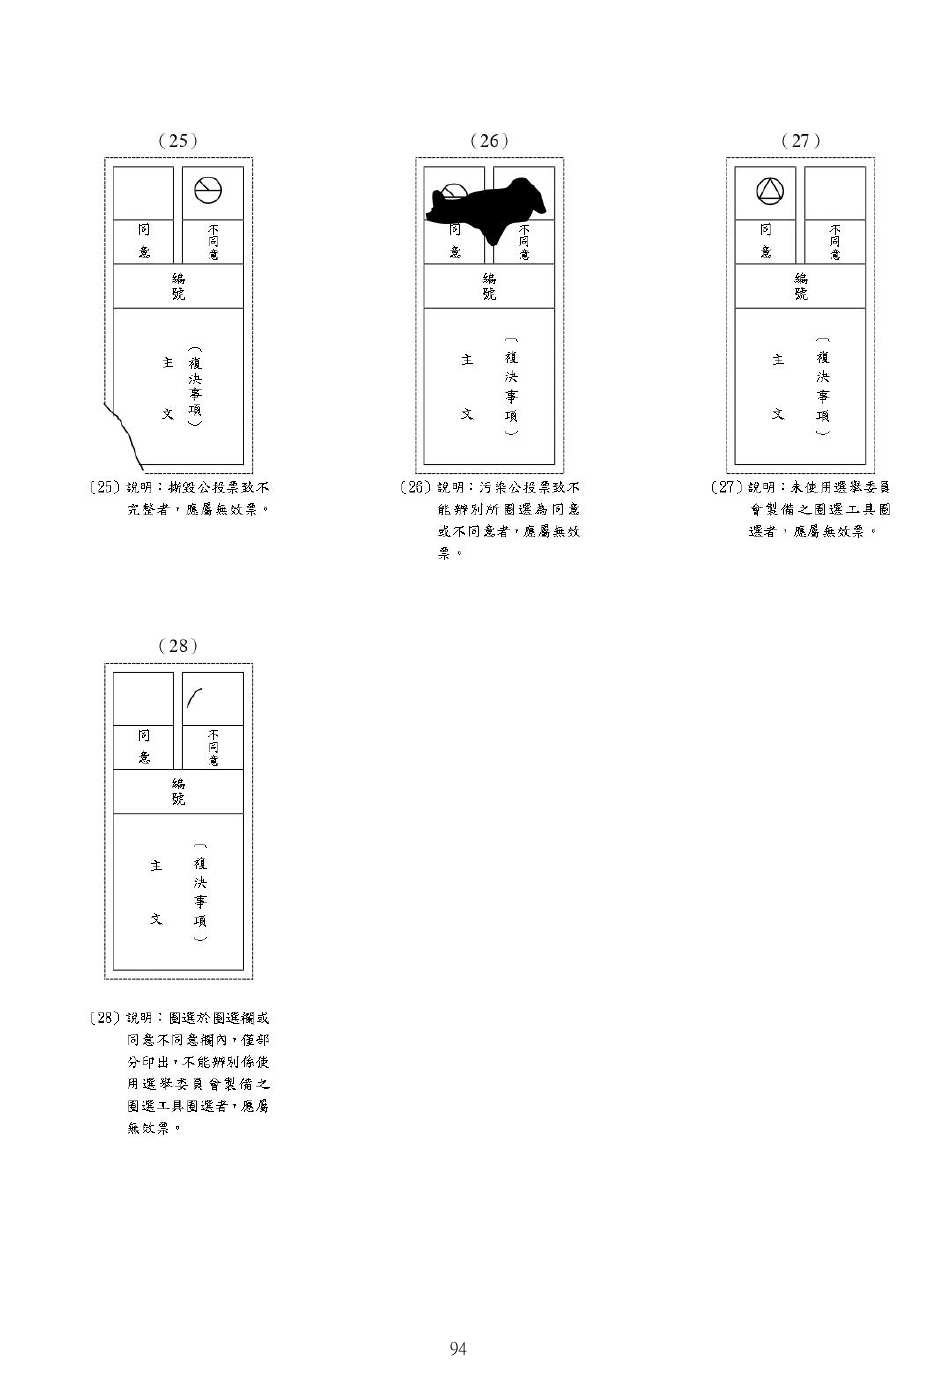 （25）
同意
不同意
編號
（複決事項）
主文
（25）說明：撕毀公投票致不
完整者，應屬無效票。
（26）
同意
不同意
編號
（複決事項）
主文
（26）說明：污染公投票致不
能辨別所圈選為同意
或不同意者，應屬無效
票。
（27）
同意
不同意
編號
（複決事項）
主文
（27）說明：未使用選舉委員
會製備之圈選工具圈
選者，應屬無效票。
（28）
同意
不同意
編號
（複決事項）
主文
（28）說明：圈選於圈選欄或
同意不同意欄內，僅部
分印出，不能辨別係使
用選舉委員會製備之
圈選工具圈選者，應屬
無效票。
94